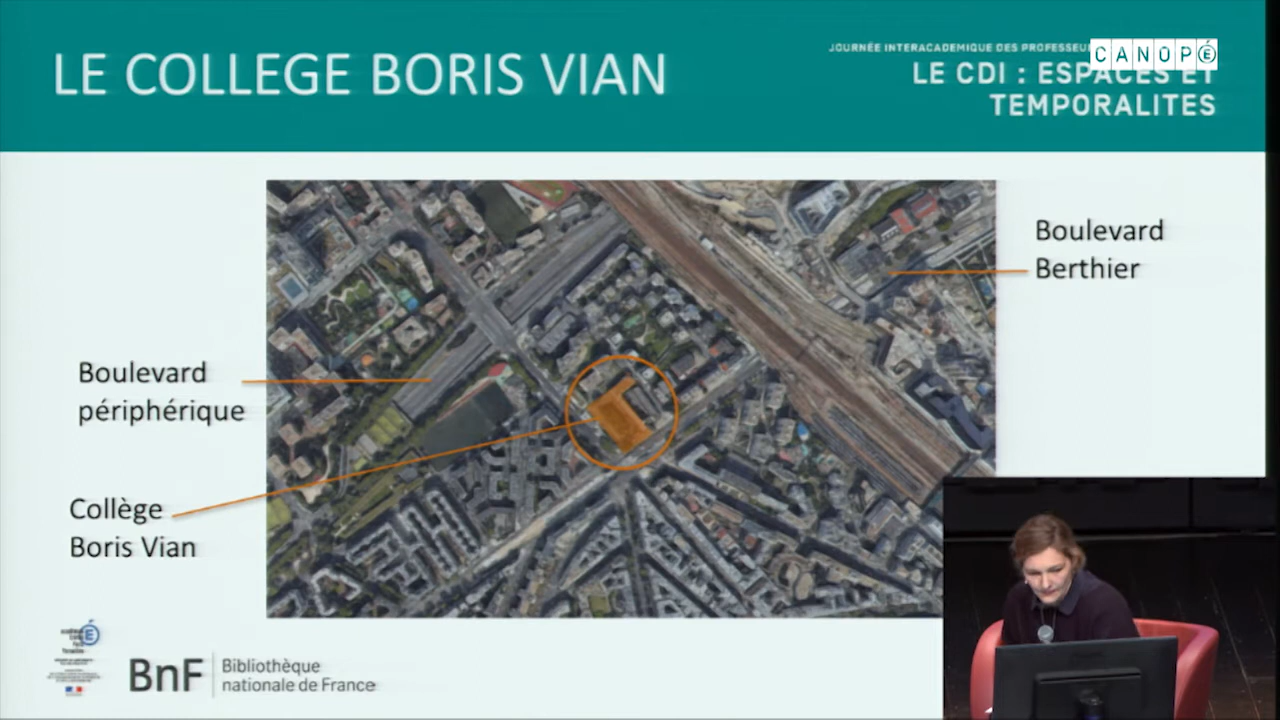 LE COLLEGE BORIS VIAN
JOURNÉE INTERACADEMIQUE DES PROFESSEU
CANOPÉ
LE CDI : ESPACES ET
TEMPORALITES
Boulevard
Berthier
Boulevard
périphérique
Collège
Boris Vian
BnF
Bibliothèque
nationale de France